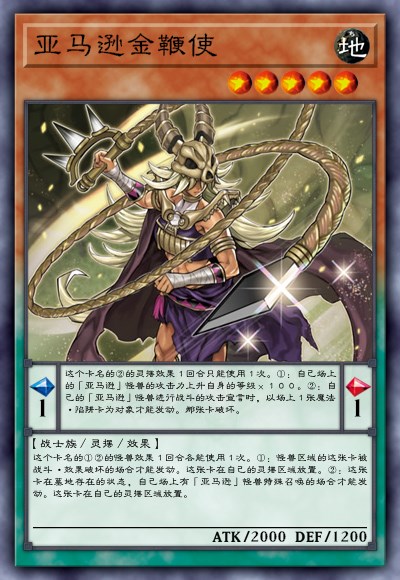 亚马逊金鞭使
地
这个卡名的②的灵摆效果1回合只能使用1次。①：自己场上
的「亚马逊」怪兽的攻击力上升自身的等级×100。②：自
己的「亚马逊」怪兽进行战斗的攻击宣言时，以场上1张魔法
·陷阱卡为对象才能发动。那张卡破坏。
1
1
【战士族／灵摆／效果】
这个卡名的①②的怪兽效果1回合各能使用1次。①：怪兽区域的这张卡被
战斗·效果破坏的场合才能发动。这张卡在自己的灵摆区域放置。②：这张
卡在墓地存在的状态，自己场上有「亚马逊」怪兽特殊召唤的场合才能发
动。这张卡在自己的灵摆区域放置。
ATK/2000 DEF/1200